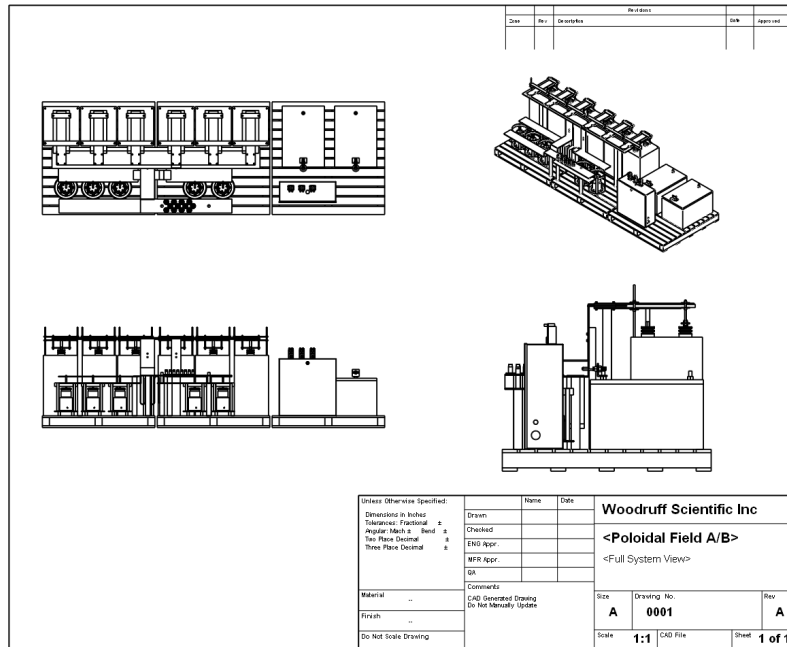 Revisions
Zone Rev Description Date Approved
Unless Otherwise Specified:
Dimensions in Inches
Tolerances: Fractional ±
Angular: Mach ± Bend ±
Two Place Decimal ±
Three Place Decimal ±
Material --
Finish --
Do Not Scale Drawing
Name Date
Drawn
Checked
ENG Appr.
MFR Appr.
QA
Comments
CAD Generated Drawing
Do Not Manually Update
Woodruff Scientific Inc
<Poloidal Field A/B>
<Full System View>
Size Drawing No. Rev
A 0001 A
Scale 1:1 CAD File Sheet 1 of 1